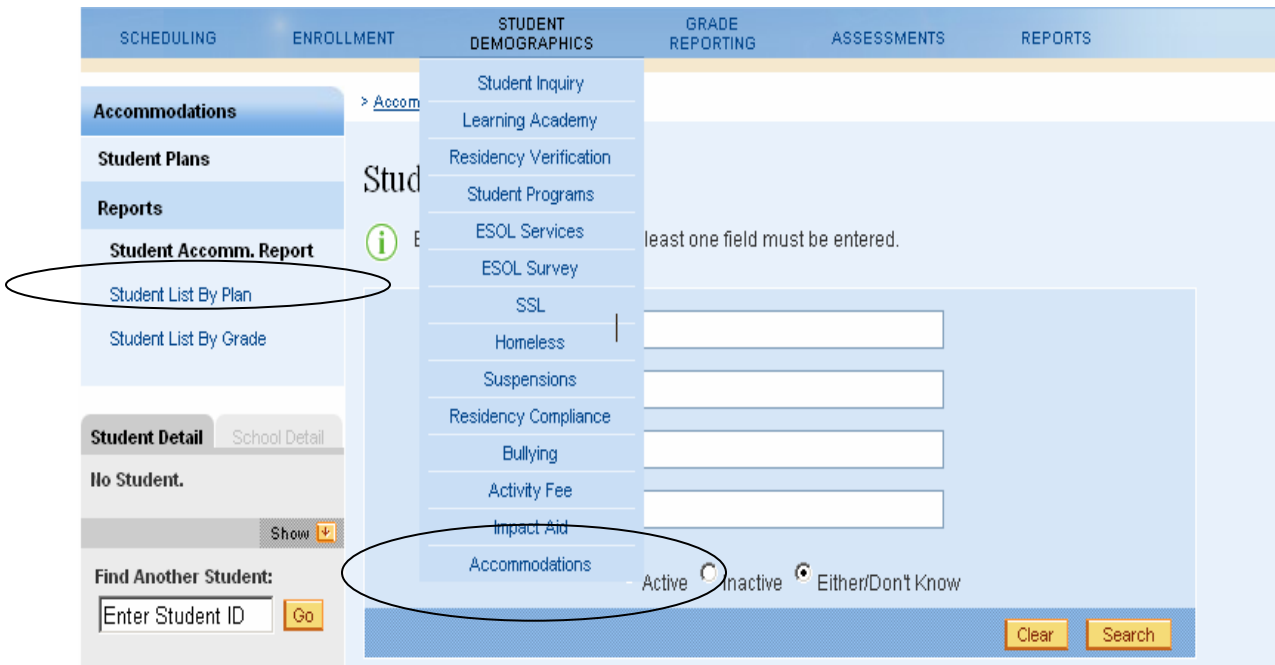 SCHEDULING
ENROLLMENT
STUDENT
DEMOGRAPHICS
GRADE
REPORTING
ASSESSMENTS
REPORTS
Accommodations
Student Plans
Reports
Student Accomm. Report
Student List By Plan
Student List By Grade
Student Detail
School Detail
No Student.
Show
Find Another Student:
Enter Student ID
Go
> Accom
Stud
least one field must be entered.
Student Inquiry
Learning Academy
Residency Verification
Student Programs
ESOL Services
ESOL Survey
SSL
Homeless
Suspensions
Residency Compliance
Bullying
Activity Fee
Impact Aid
Accommodations
Active Inactive Either/Don't Know
Clear
Search